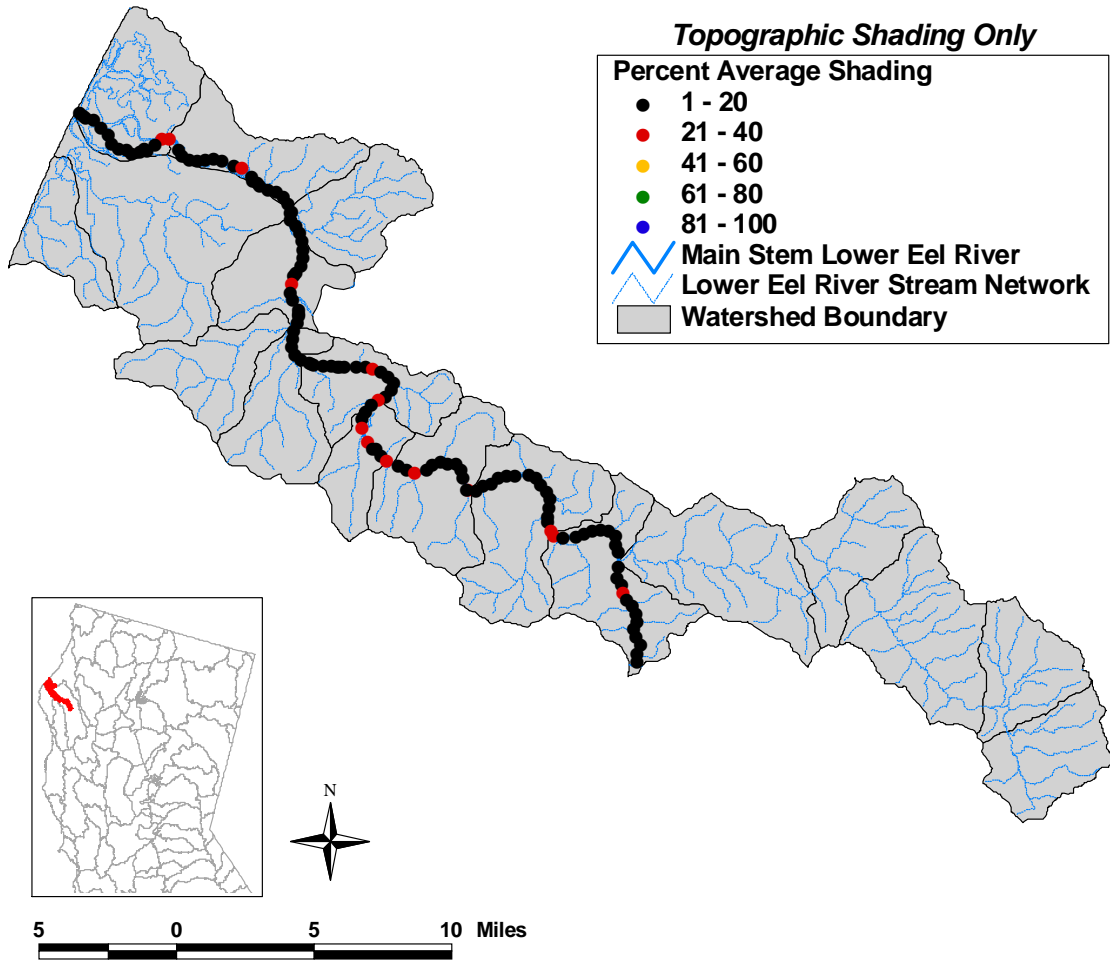 Topographic Shading Only
Percent Average Shading
1 - 20
21 - 40
41 - 60
61 - 80
81 - 100
Main Stem Lower Eel River
Lower Eel River Stream Network
Watershed Boundary
N
5 0 5 10 Miles